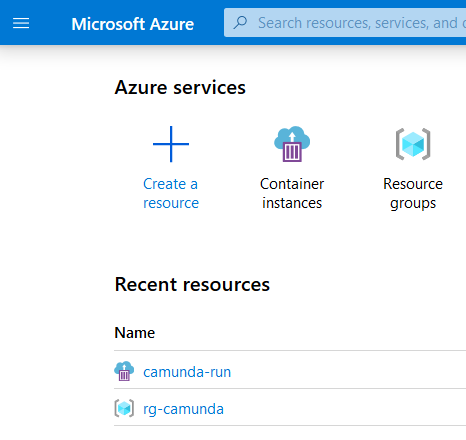 Microsoft Azure
Search resources, services, and
Azure services
Create a
resource
Container
instances
Resource
groups
Recent resources
Name
camunda-run
rg-camunda